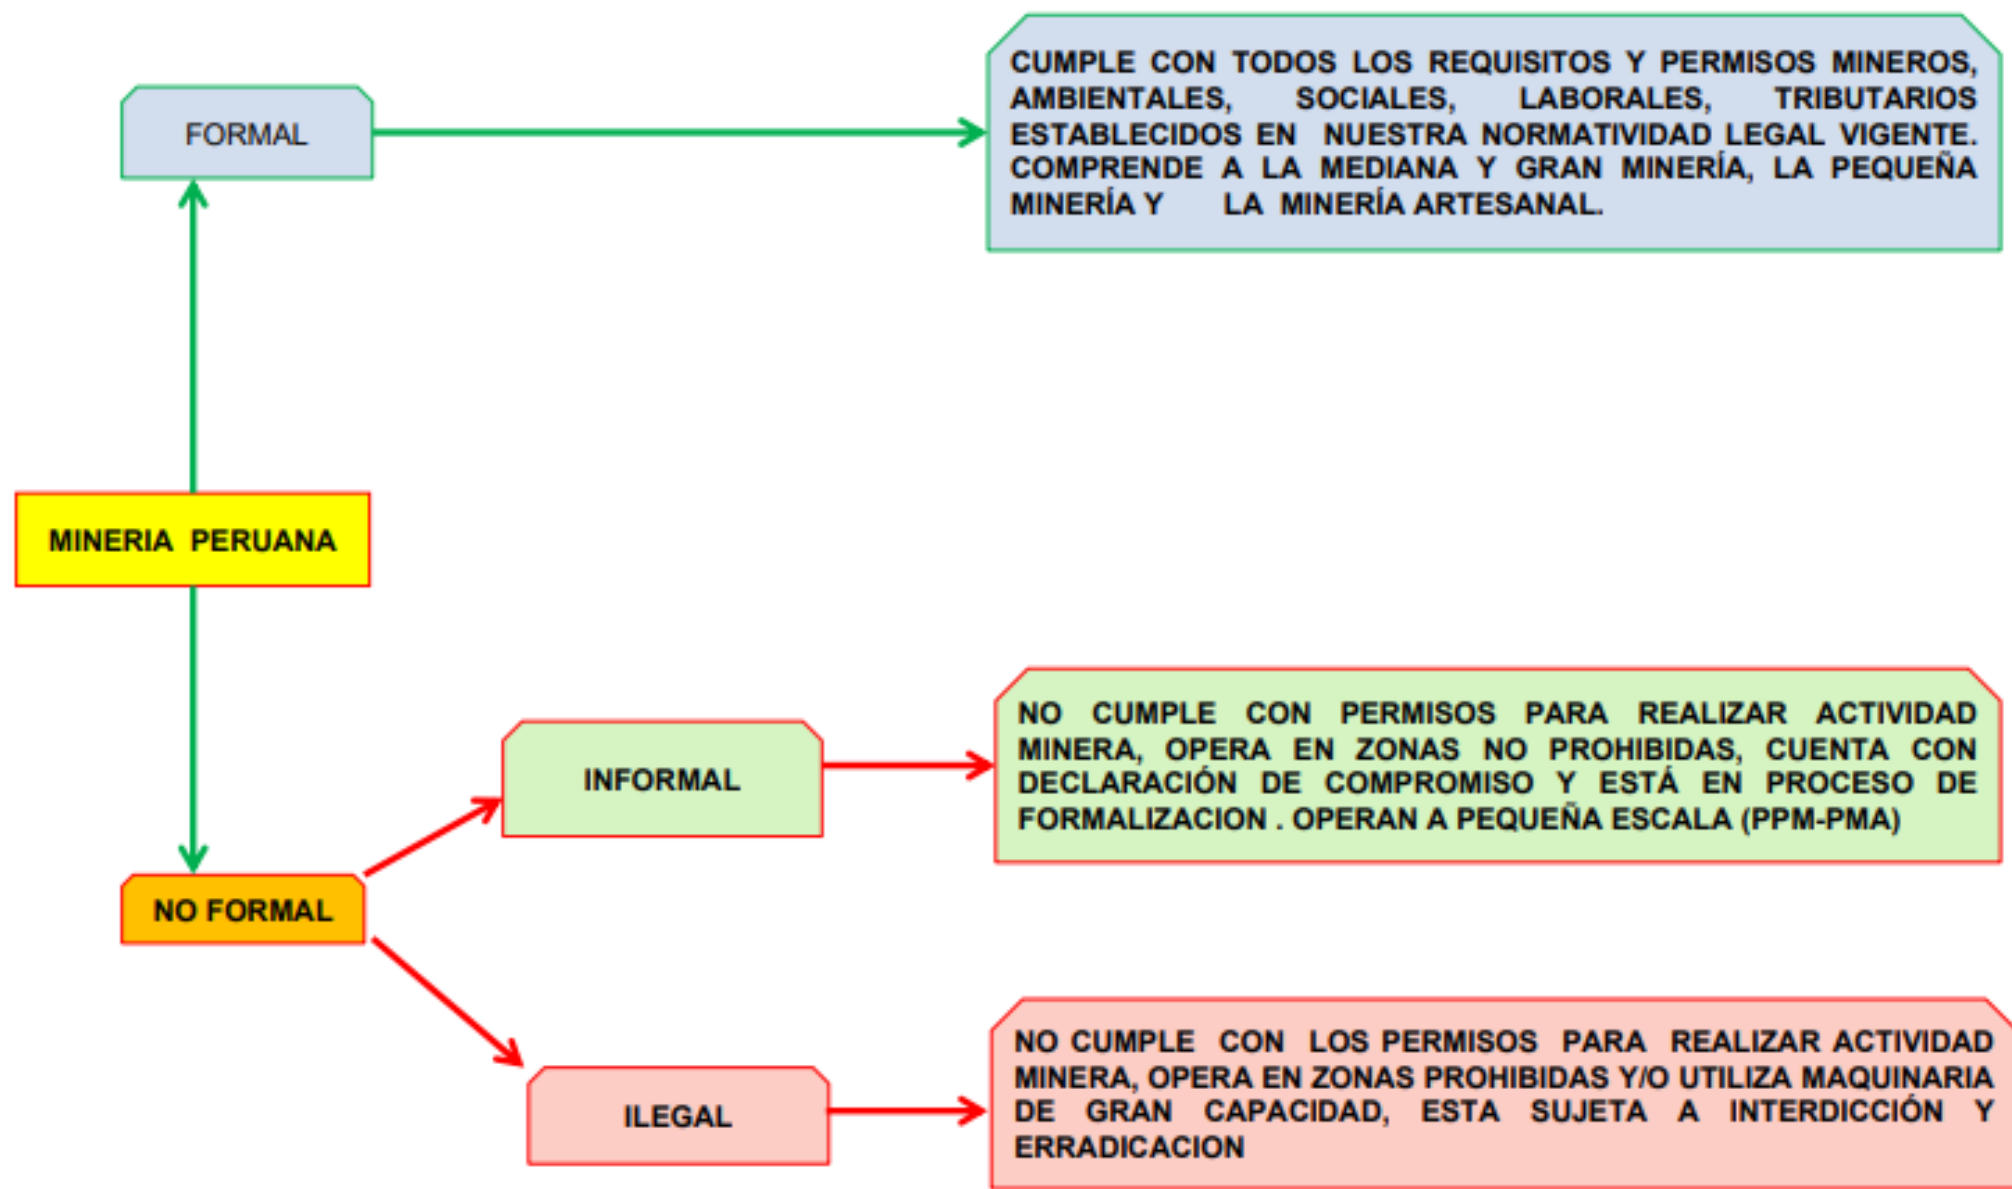 FORMAL
CUMPLE CON TODOS LOS REQUISITOS Y PERMISOS MINEROS,
AMBIENTALES, SOCIALES, LABORALES, TRIBUTARIOS
ESTABLECIDOS EN NUESTRA NORMATIVIDAD LEGAL VIGENTE.
COMPRENDE A LA MEDIANA Y GRAN MINERÍA, LA PEQUEÑA
MINERÍA Y LA MINERÍA ARTESANAL.
MINERIA PERUANA
NO FORMAL
INFORMAL
NO CUMPLE CON PERMISOS PARA REALIZAR ACTIVIDAD
MINERA, OPERA EN ZONAS NO PROHIBIDAS, CUENTA CON
DECLARACIÓN DE COMPROMISO Y ESTÁ EN PROCESO DE
FORMALIZACION . OPERAN A PEQUEÑA ESCALA (PPM-PMA)
ILEGAL
NO CUMPLE CON LOS PERMISOS PARA REALIZAR ACTIVIDAD
MINERA, OPERA EN ZONAS PROHIBIDAS Y/O UTILIZA MAQUINARIA
DE GRAN CAPACIDAD, ESTA SUJETA A INTERDICCIÓN Y
ERRADICACION